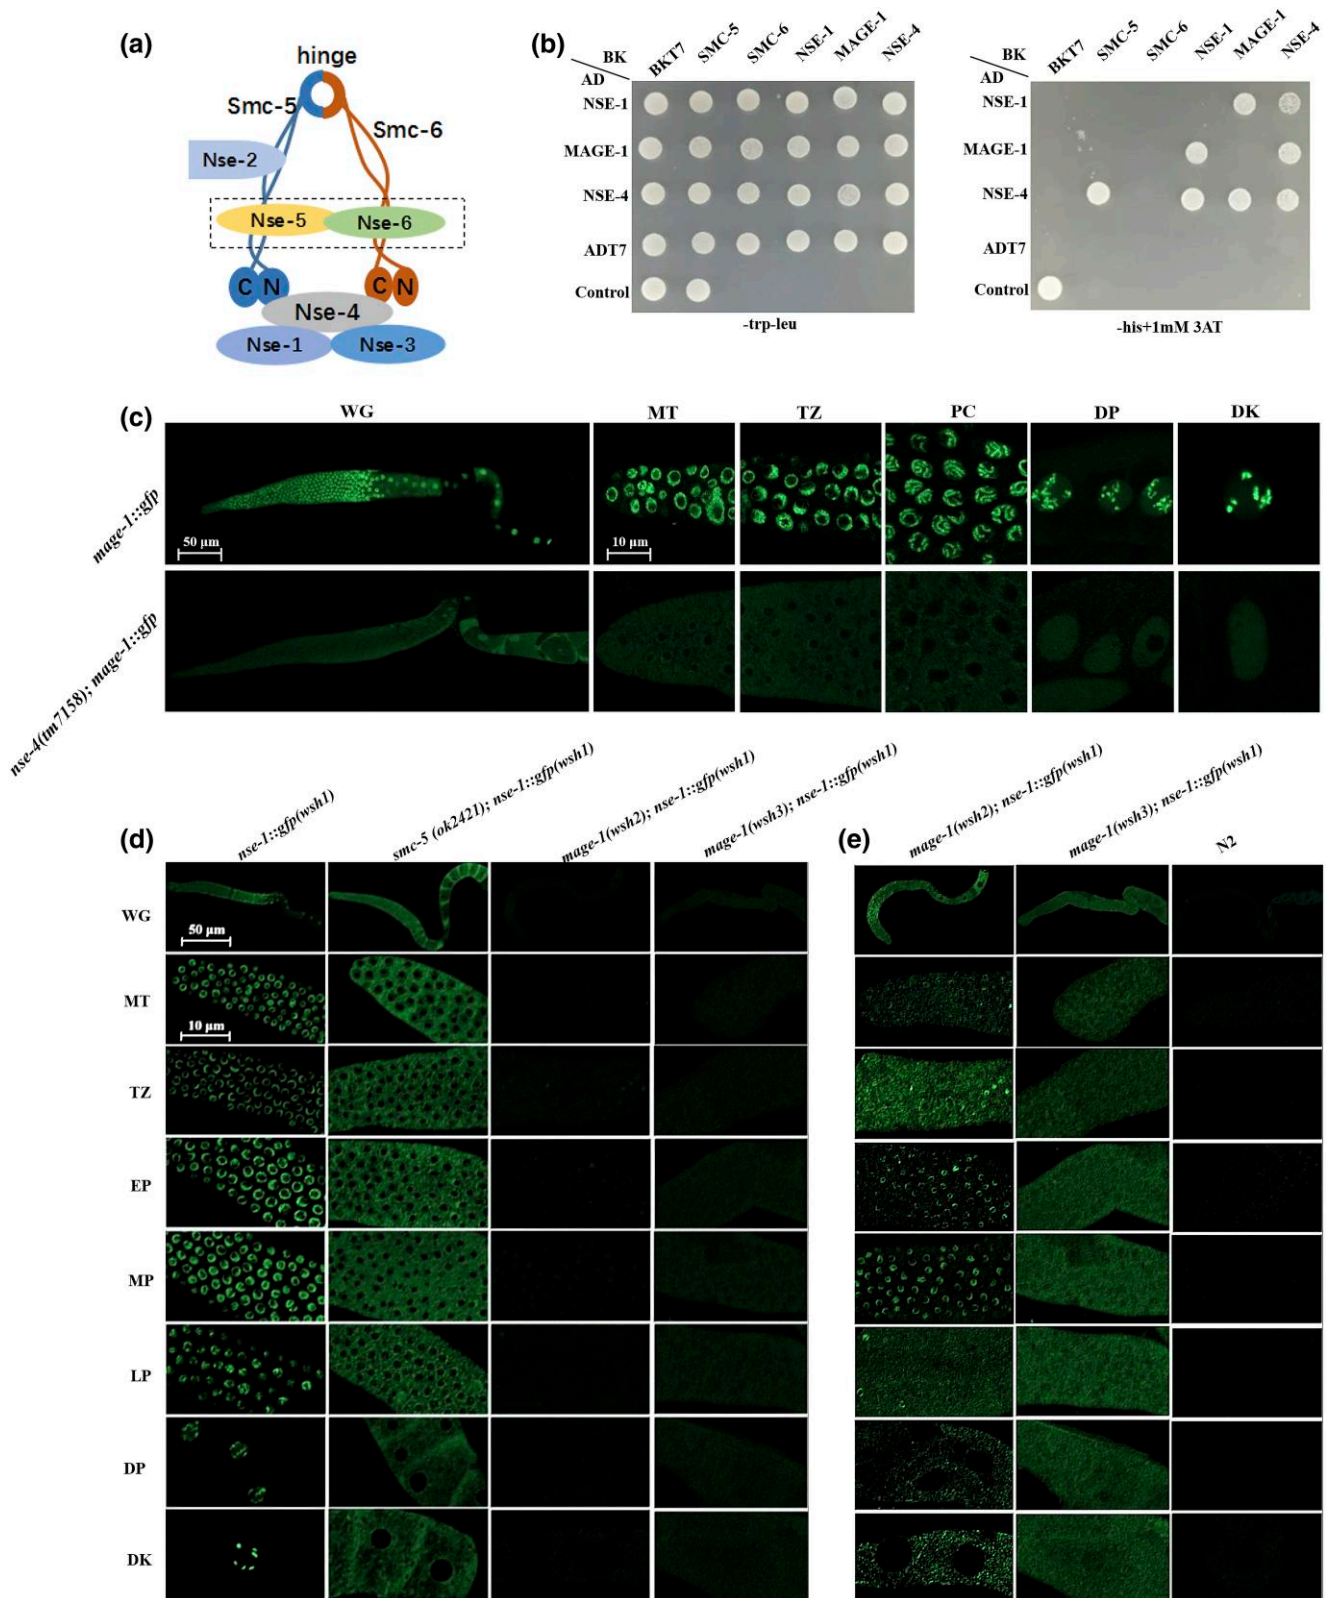 (a)
hinge
Smc-5
Smc-6
Nse-2
Nse-5
Nse-6
C N
C N
Nse-4
Nse-1
Nse-3
(b)
BK
AD
BKT7
SMC-5
SMC-6
NSE-1
MAGE-1
NSE-4
NSE-1
MAGE-1
NSE-4
ADT7
Control
-trp-leu
BK
AD
BKT7
SMC-5
SMC-6
NSE-1
MAGE-1
NSE-4
NSE-1
MAGE-1
NSE-4
ADT7
Control
-his+1mM 3AT
(c)
WG
MT
TZ
PC
DP
DK
mage-1::gfp
50 μm
10 μm
nse-4(tm7158); mage-1::gfp
(d)
nse-1::gfp(wsh1)
smc-5 (ok2421); nse-1::gfp(wsh1)
mage-1(wsh2); nse-1::gfp(wsh1)
mage-1(wsh3); nse-1::gfp(wsh1)
(e)
mage-1(wsh2); nse-1::gfp(wsh1)
mage-1(wsh3); nse-1::gfp(wsh1)
N2
WG
50 μm
MT
10 μm
TZ
EP
MP
LP
DP
DK